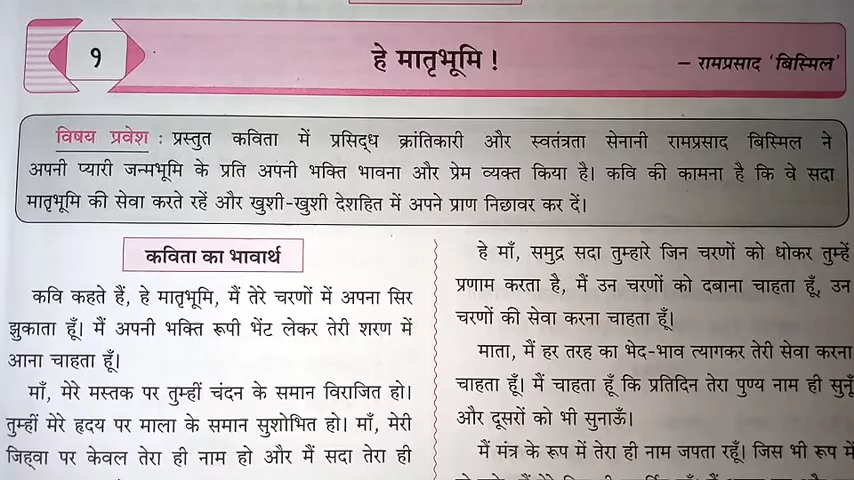 १
हे मातृभूमि !
– रामप्रसाद 'बिस्मिल'
विषय प्रवेश : प्रस्तुत कविता में प्रसिद्ध क्रांतिकारी और स्वतंत्रता सेनानी रामप्रसाद बिस्मिल ने
अपनी प्यारी जन्मभूमि के प्रति अपनी भक्ति भावना और प्रेम व्यक्त किया है। कवि की कामना है कि वे सदा
मातृभूमि की सेवा करते रहें और खुशी-खुशी देशहित में अपने प्राण निछावर कर दें।
कविता का भावार्थ
कवि कहते हैं, हे मातृभूमि, मैं तेरे चरणों में अपना सिर
झुकाता हूँ। मैं अपनी भक्ति रूपी भेंट लेकर तेरी शरण में
आना चाहता हूँ।
माँ, मेरे मस्तक पर तुम्हीं चंदन के समान विराजित हो।
तुम्हीं मेरे हृदय पर माला के समान सुशोभित हो। माँ, मेरी
जिह्वा पर केवल तेरा ही नाम हो और मैं सदा तेरा ही
हे माँ, समुद्र सदा तुम्हारे जिन चरणों को धोकर तुम्हें
प्रणाम करता है, मैं उन चरणों को दबाना चाहता हूँ, उन
चरणों की सेवा करना चाहता हूँ।
माता, मैं हर तरह का भेद-भाव त्यागकर तेरी सेवा करना
चाहता हूँ। मैं चाहता हूँ कि प्रतिदिन तेरा पुण्य नाम ही सुनूँ
और दूसरों को भी सुनाऊँ।
मैं मंत्र के रूप में तेरा ही नाम जपता रहूँ। जिस भी रूप में